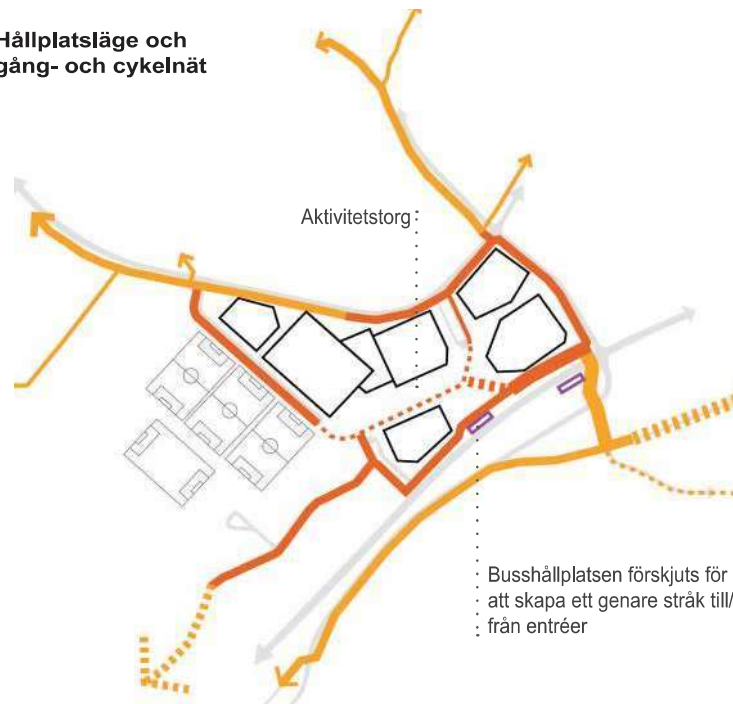 Hållplatsläge och
gång- och cykelnät
Aktivitetstorg
Busshållplatsen förskjuts för
att skapa ett genare stråk till/
från entréer